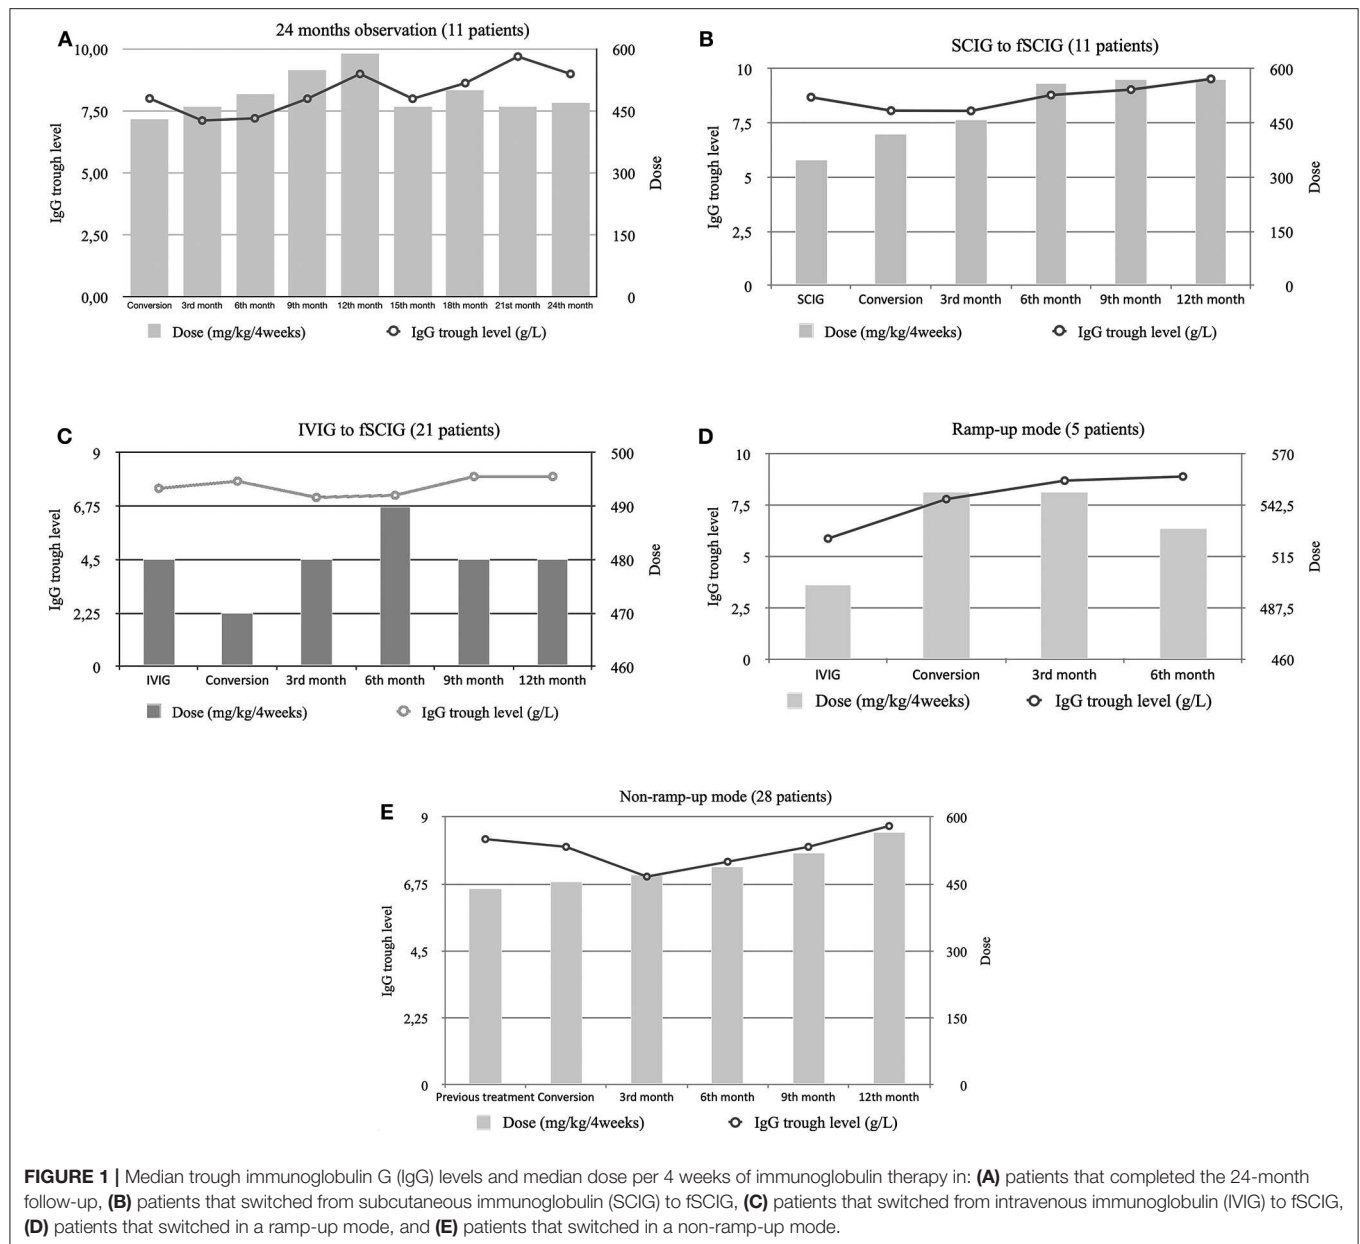 A
24 months observation (11 patients)
10,00
7,50
5,00
2,50
0,00
IgG trough level
600
450
300
150
0
Dose
Conversion 3rd month 6th month 9th month 12th month 15th month 18th month 21st month 24th month
Dose (mg/kg/4weeks) IgG trough level (g/L)
B
SCIG to fSCIG (11 patients)
10
7,5
5
2,5
0
IgG trough level
600
450
300
150
0
Dose
SCIG Conversion 3rd month 6th month 9th month 12th month
Dose (mg/kg/4weeks) IgG trough level (g/L)
C
IVIG to fSCIG (21 patients)
9
6,75
4,5
2,25
0
IgG trough level
500
490
480
470
460
Dose
IVIG Conversion 3rd month 6th month 9th month 12th month
Dose (mg/kg/4weeks) IgG trough level (g/L)
D
Ramp-up mode (5 patients)
10
7,5
5
2,5
0
IgG trough level
570
542,5
515
487,5
460
Dose
IVIG Conversion 3rd month 6th month
Dose (mg/kg/4weeks) IgG trough level (g/L)
E
Non-ramp-up mode (28 patients)
9
6,75
4,5
2,25
0
IgG trough level
600
450
300
150
0
Dose
Previous treatment Conversion 3rd month 6th month 9th month 12th month
Dose (mg/kg/4weeks) IgG trough level (g/L)
FIGURE 1 | Median trough immunoglobulin G (IgG) levels and median dose per 4 weeks of immunoglobulin therapy in: (A) patients that completed the 24-month
follow-up, (B) patients that switched from subcutaneous immunoglobulin (SCIG) to fSCIG, (C) patients that switched from intravenous immunoglobulin (IVIG) to fSCIG,
(D) patients that switched in a ramp-up mode, and (E) patients that switched in a non-ramp-up mode.